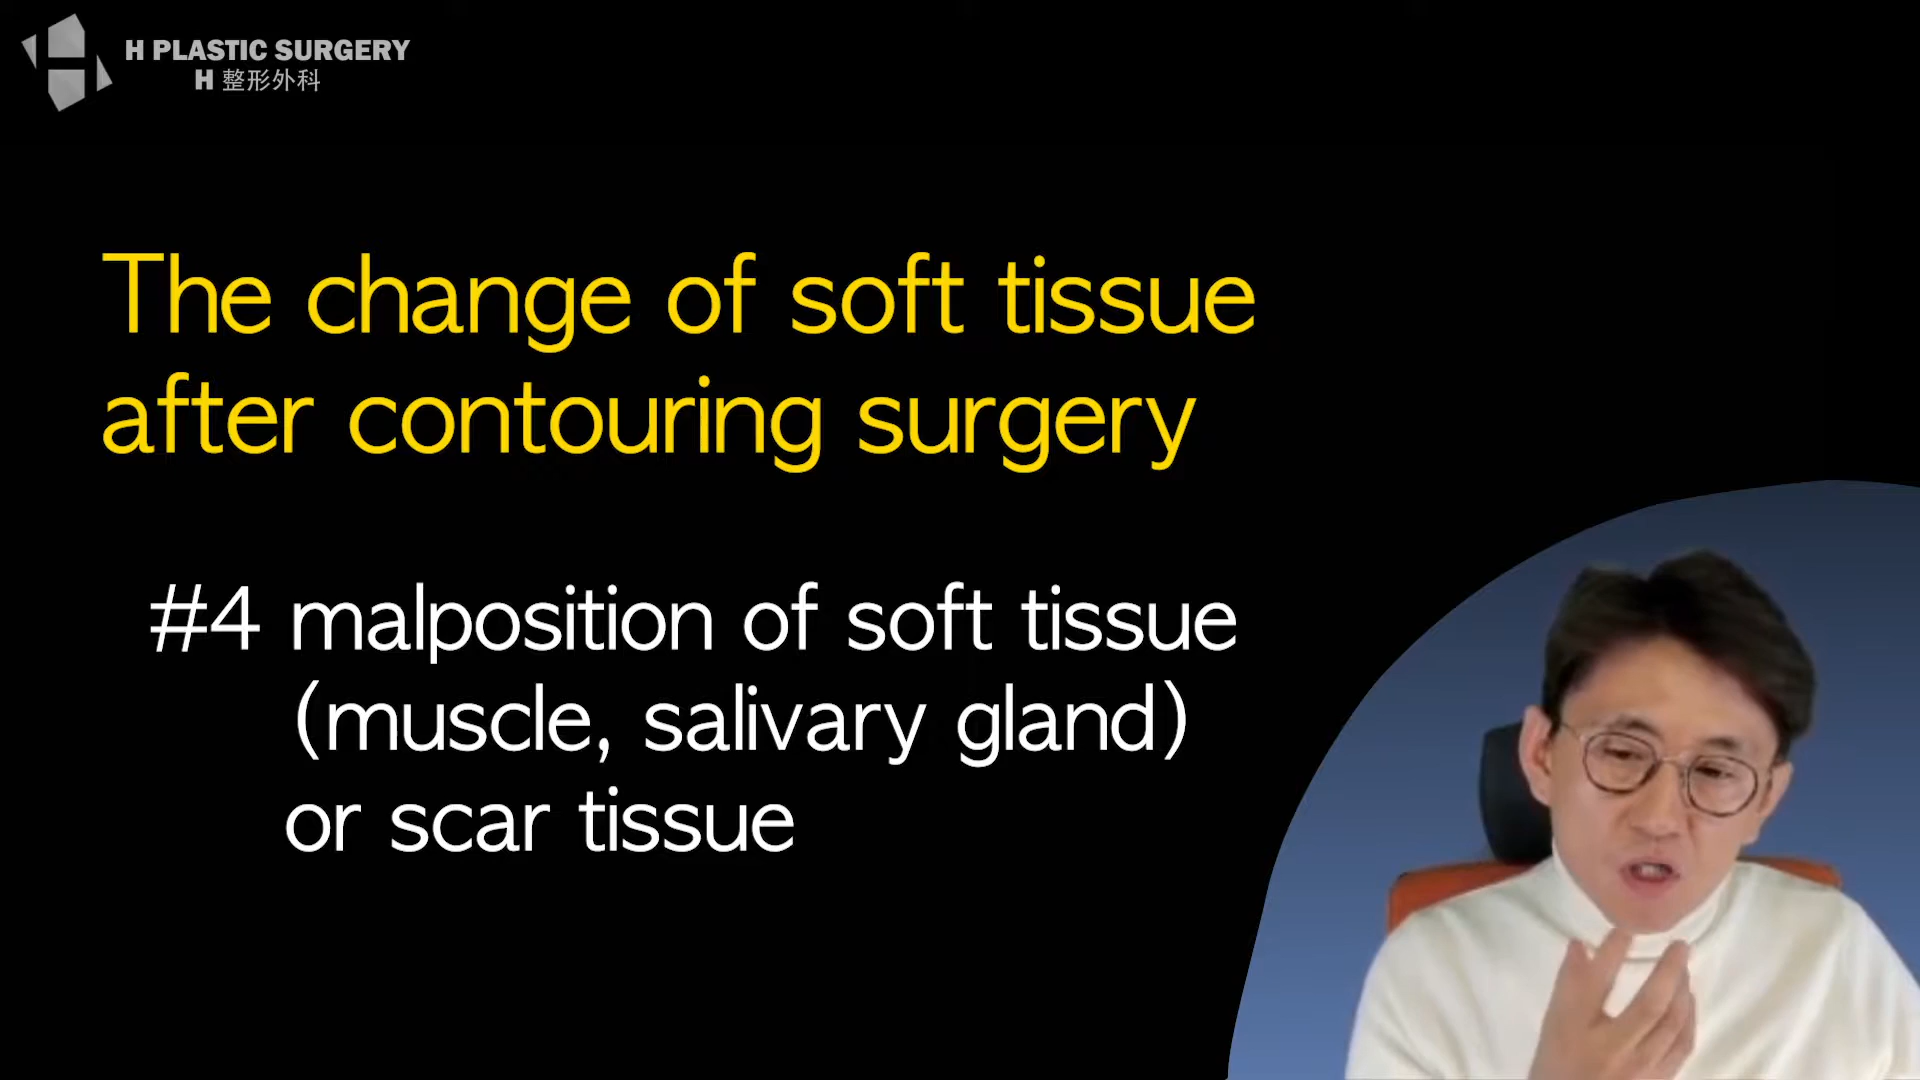 H PLASTIC SURGERY
H 整形外科
The change of soft tissue
after contouring surgery
#4 malposition of soft tissue
(muscle, salivary gland)
or scar tissue